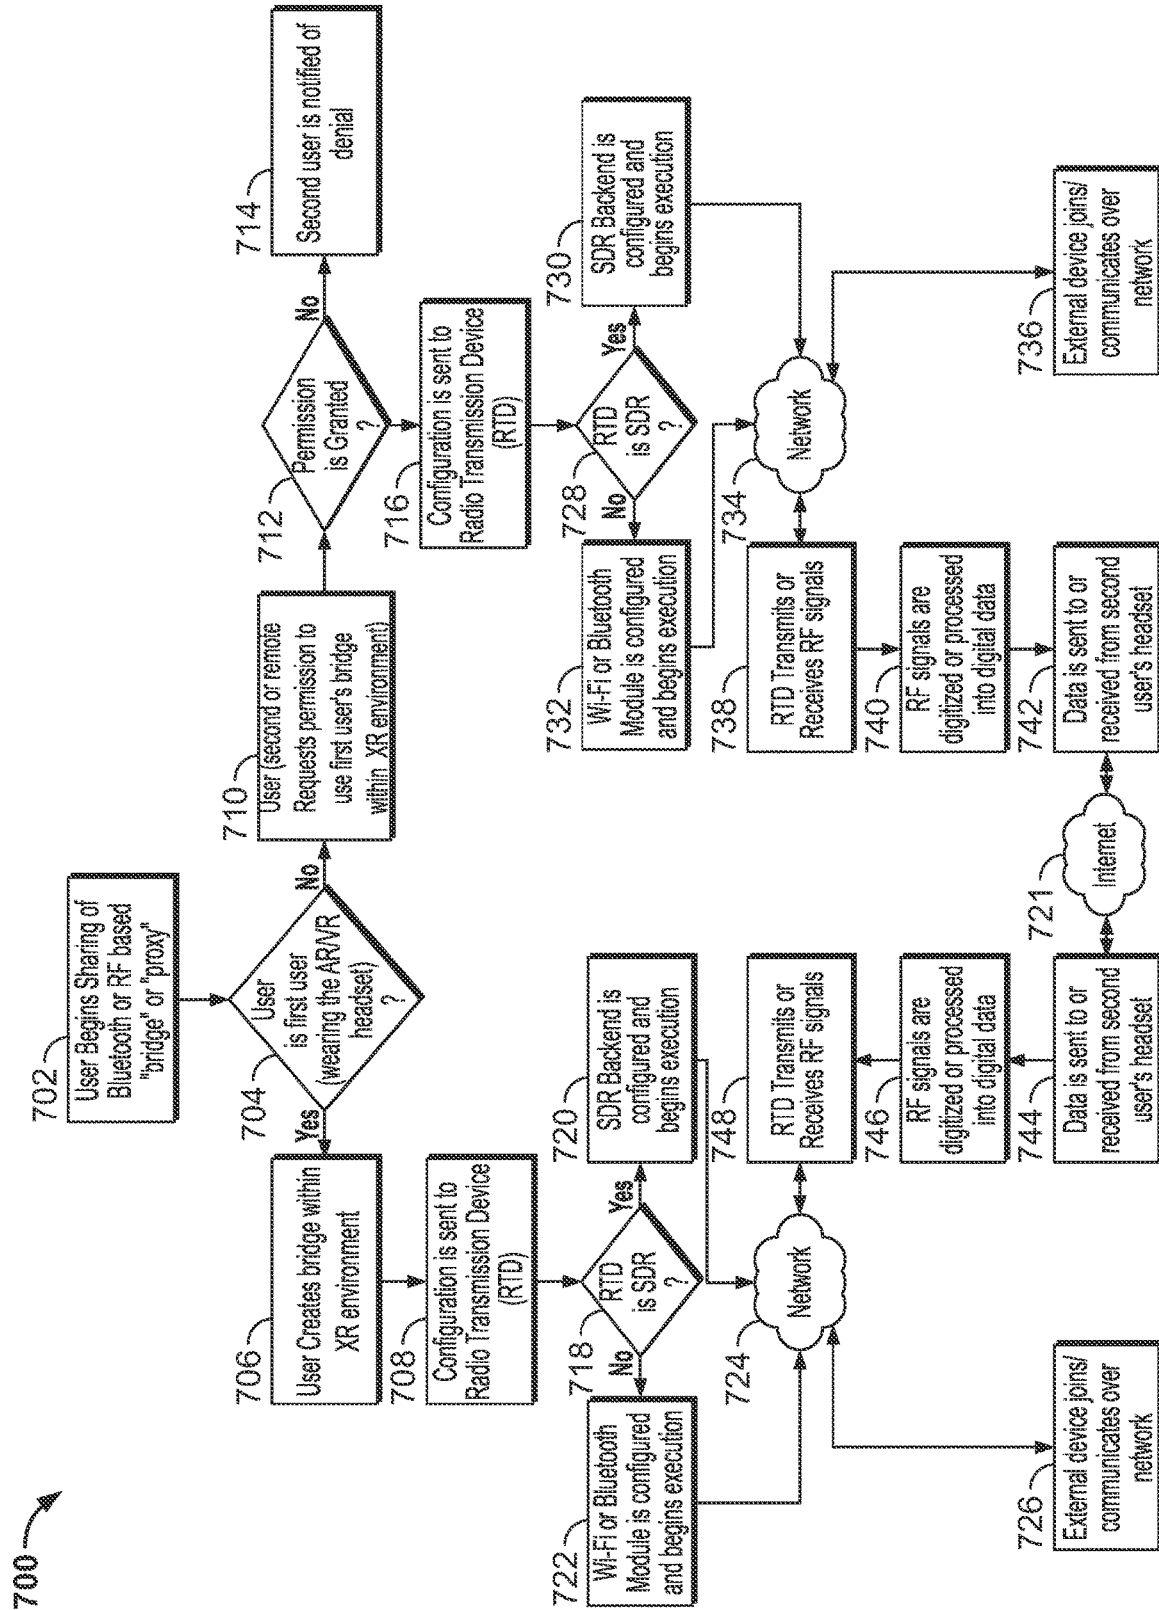 700
702
User Begins Sharing of
Bluetooth or RF based
"bridge" or "proxy"
704
User
is first user
(wearing the AR/VR
headset)
?
Yes
No
706
User Creates bridge within
XR environment
708
Configuration is sent to
Radio Transmission Device
(RTD)
710
User (second or remote
Requests permission to
use first user's bridge
within XR environment)
712
Permission
is Granted
?
No
714
Second user is notified of
denial
716
Configuration is sent to
Radio Transmission Device
(RTD)
718
RTD
is SDR
?
No
Yes
722
Wi-Fi or Bluetooth
Module is configured
and begins execution
720
SDR Backend is
configured and
begins execution
728
RTD
is SDR
?
No
Yes
732
Wi-Fi or Bluetooth
Module is configured
and begins execution
730
SDR Backend is
configured and
begins execution
724
Network
748
RTD Transmits or
Receives RF signals
738
RTD Transmits or
Receives RF signals
734
Network
746
RF signals are
digitized or processed
into digital data
740
RF signals are
digitized or processed
into digital data
726
External device joins/
communicates over
network
744
Data is sent to or
received from second
user's headset
721
Internet
742
Data is sent to or
received from second
user's headset
736
External device joins/
communicates over
network